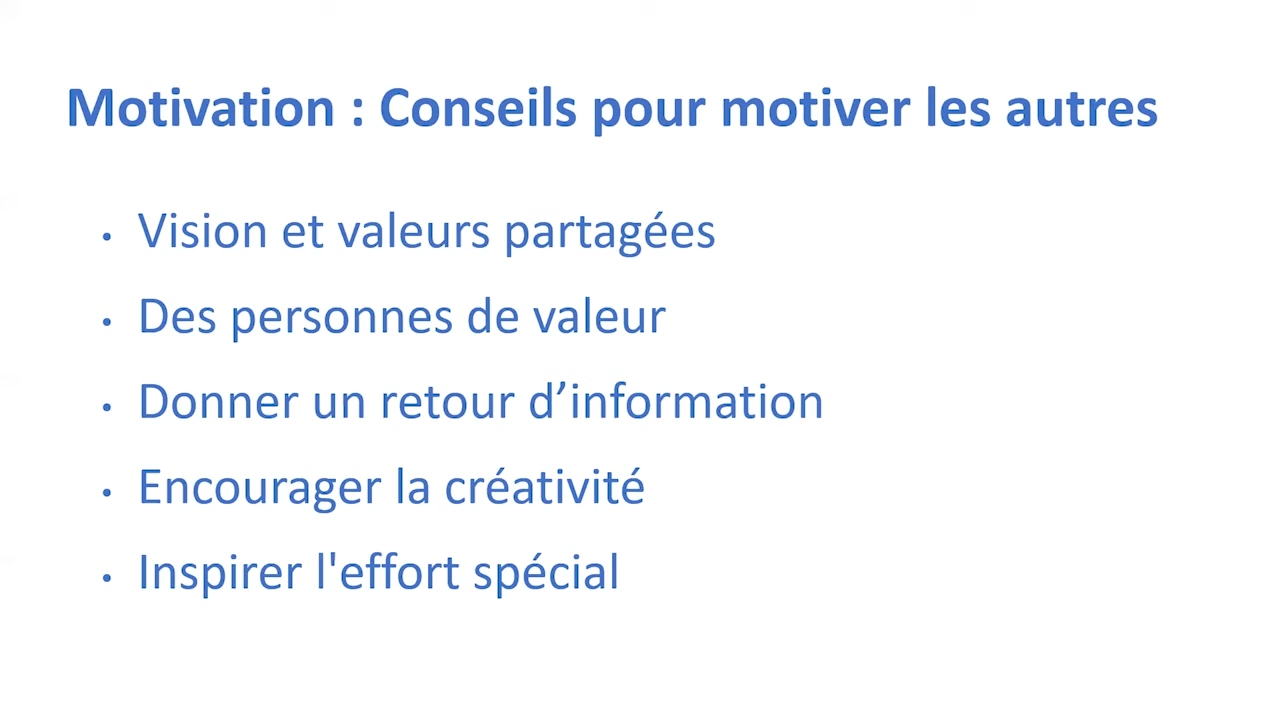 Motivation : Conseils pour motiver les autres
• Vision et valeurs partagées
• Des personnes de valeur
• Donner un retour d’information
• Encourager la créativité
• Inspirer l'effort spécial